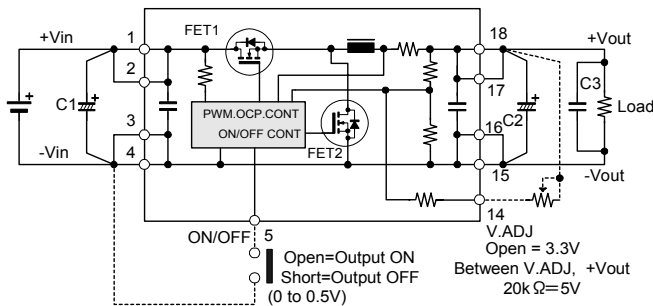 +Vin
1
FET1
18
+Vout
2
17
C1
C3
PWM.OCP.CONT
ON/OFF CONT
Load
C2
3
16
-Vin
4
FET2
15
-Vout
14
ON/OFF
5
V.ADJ
Open = 3.3V
Between V.ADJ, +Vout
20kΩ=5V
Open=Output ON
Short=Output OFF
(0 to 0.5V)